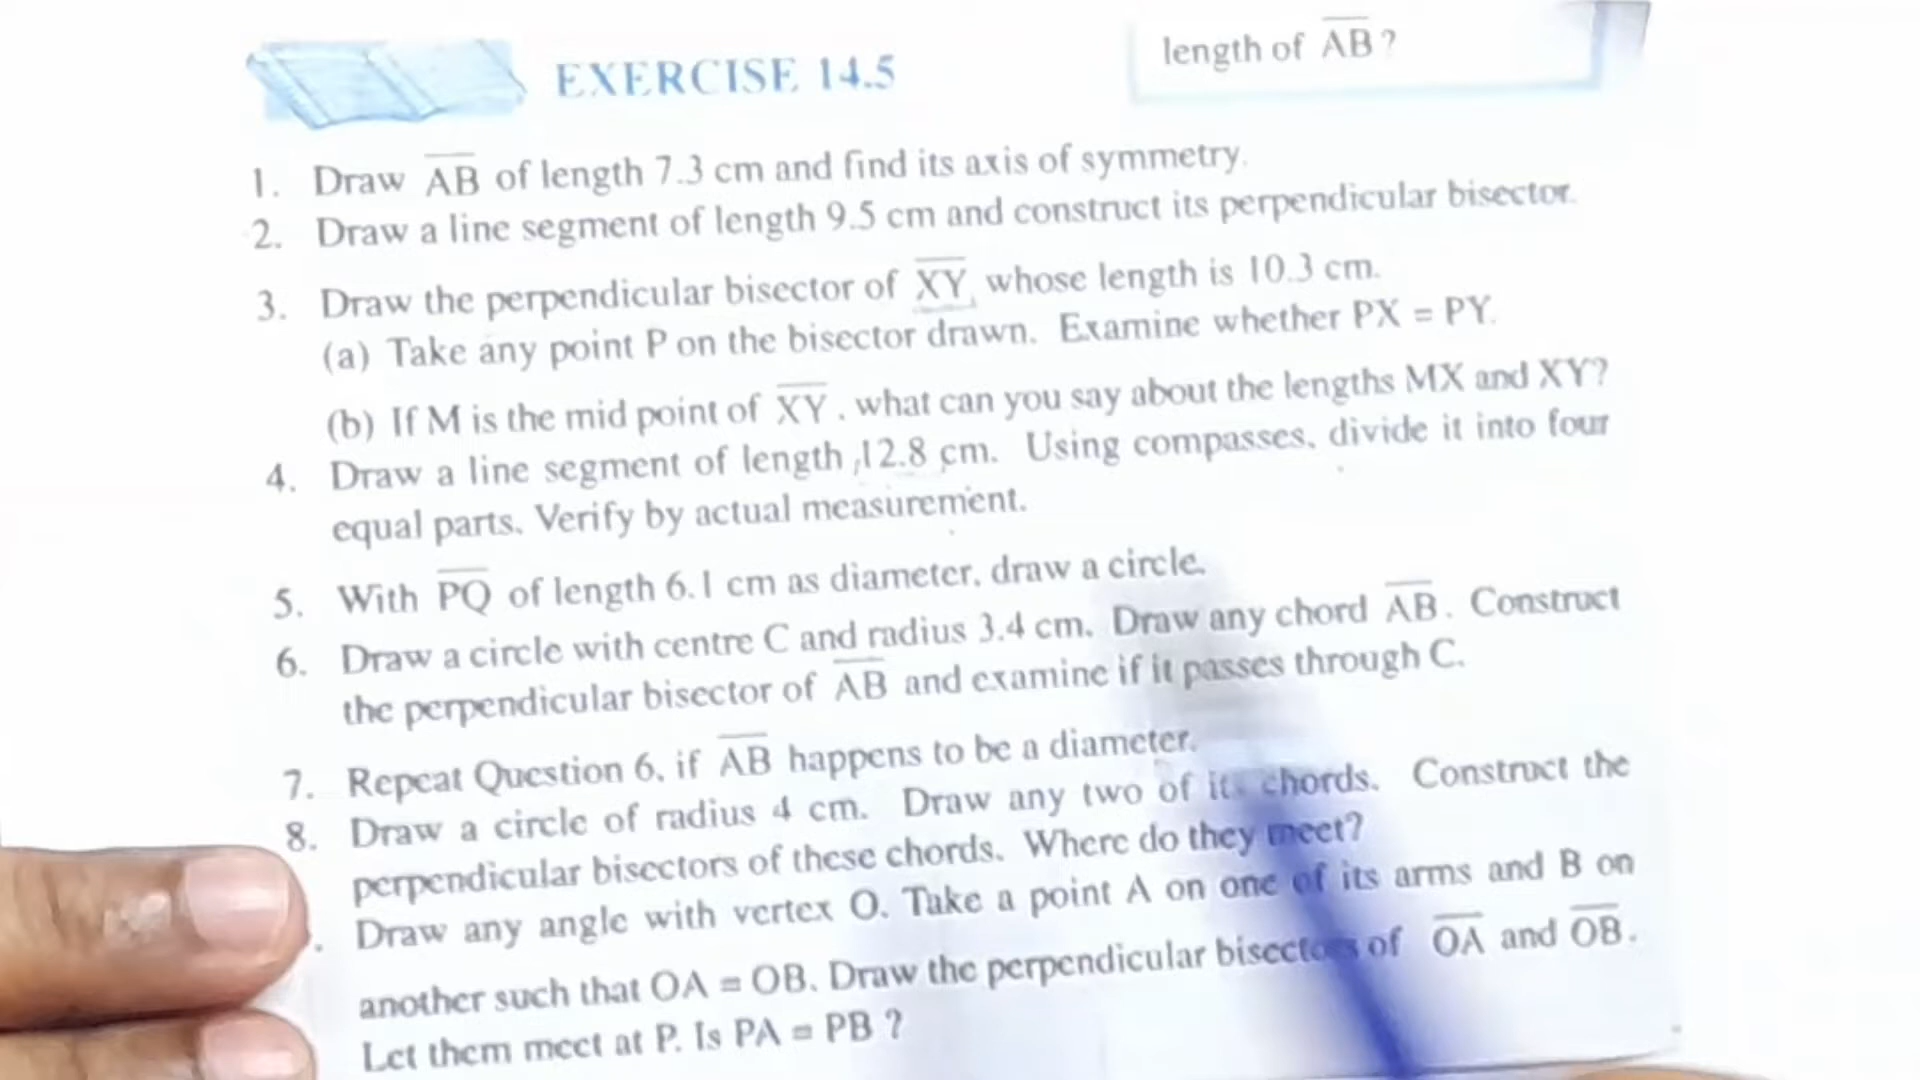 length of AB ?
EXERCISE 14.5
1. Draw AB of length 7.3 cm and find its axis of symmetry.
2. Draw a line segment of length 9.5 cm and construct its perpendicular bisector.
3. Draw the perpendicular bisector of XY whose length is 10.3 cm.
(a) Take any point P on the bisector drawn. Examine whether PX = PY.
(b) If M is the mid point of XY, what can you say about the lengths MX and XY?
4. Draw a line segment of length 12.8 cm. Using compasses, divide it into four
equal parts. Verify by actual measurement.
5. With PQ of length 6.1 cm as diameter, draw a circle.
6. Draw a circle with centre C and radius 3.4 cm. Draw any chord AB. Construct
the perpendicular bisector of AB and examine if it passes through C.
7. Repeat Question 6, if AB happens to be a diameter.
8. Draw a circle of radius 4 cm. Draw any two of its chords. Construct the
perpendicular bisectors of these chords. Where do they meet?
. Draw any angle with vertex O. Take a point A on one of its arms and B on
another such that OA = OB. Draw the perpendicular bisectors of OA and OB.
Let them meet at P. Is PA = PB ?